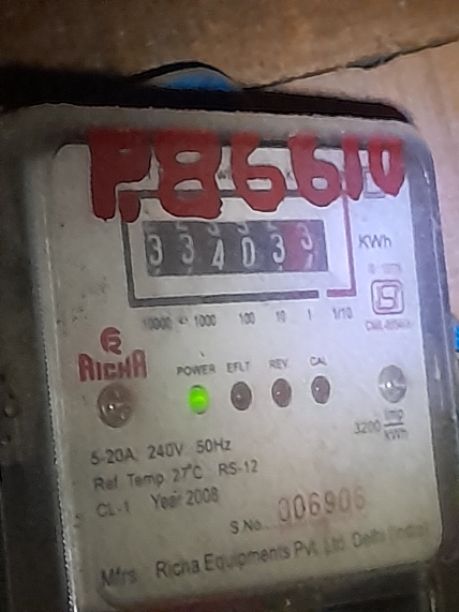 P,86610
334033
KWh
10000 1000 100 10 1 1/10
RICHA
POWER EFLT REV. CAL
3200 imp/kWh
5-20A 240V 50Hz
Ref. Temp. 27°C RS-12
CL-1 Year 2008
S.No. 006906
Mfrs Richa Equipments Pvt. Ltd. Delhi (India)